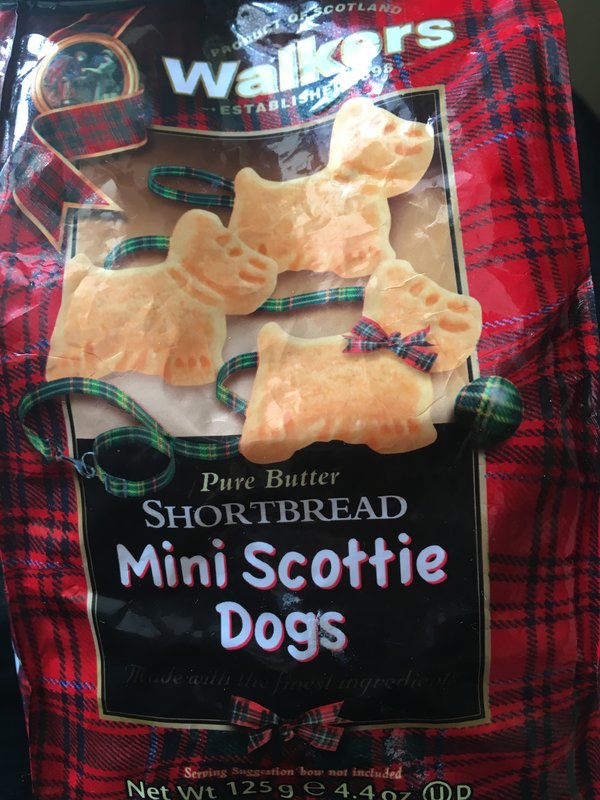 PRODUCT OF SCOTLAND
Walkers
ESTABLISHED 1898
Pure Butter
SHORTBREAD
Mini Scottie
Dogs
Made with the finest ingredients
Serving Suggestion bow not included
Net Wt 125g ℮ 4.4oz Ⓤ D